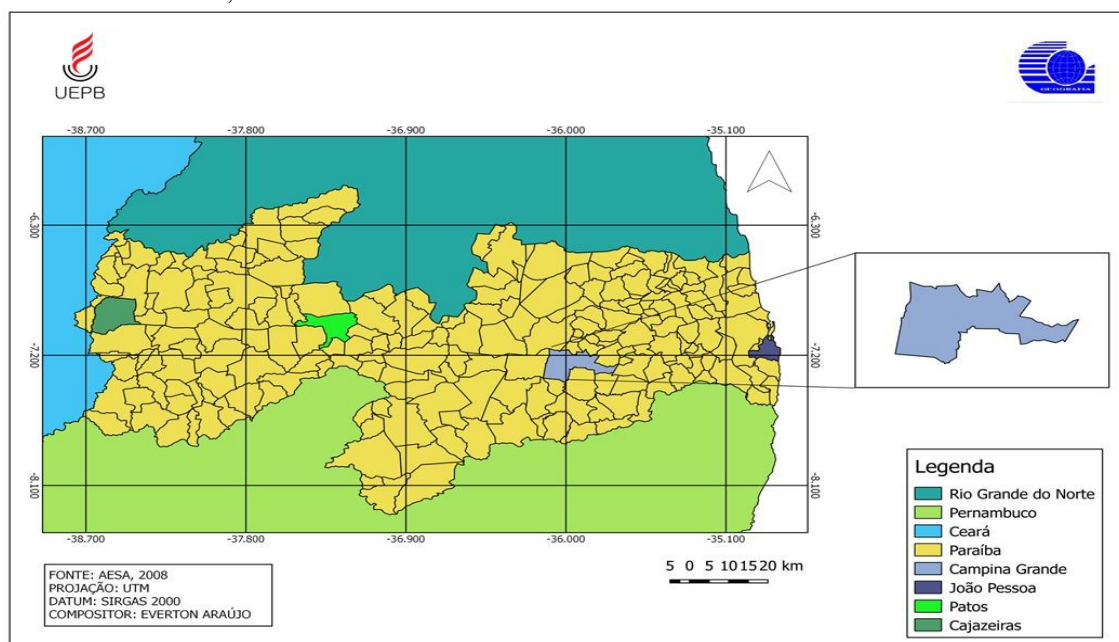 UEPB
GEOGRAFIA
-38.700 -37.800 -36.900 -36.000 -35.100
-6.300 -6.300
-7.200 -7.200
-8.100 -8.100
-38.700 -37.800 -36.900 -36.000 -35.100
Legenda
Rio Grande do Norte
Pernambuco
Ceará
Paraíba
Campina Grande
João Pessoa
Patos
Cajazeiras
5 0 5 10 15 20 km
FONTE: AESA, 2008
PROJAÇÃO: UTM
DATUM: SIRGAS 2000
COMPOSITOR: EVERTON ARAÚJO